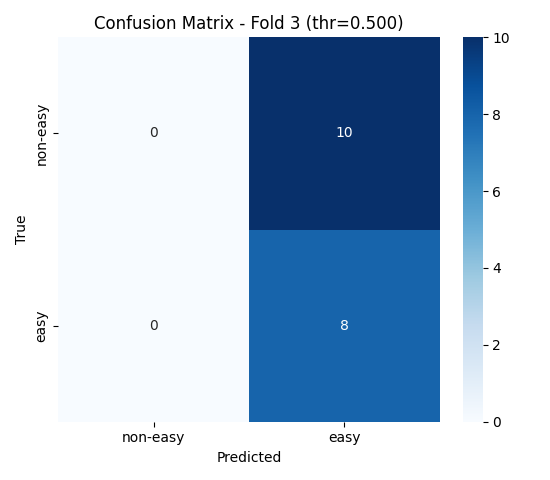 Confusion Matrix - Fold 3 (thr=0.500)
10
non-easy
0
10
8
6
True
4
easy
0
8
2
0
non-easy
easy
Predicted